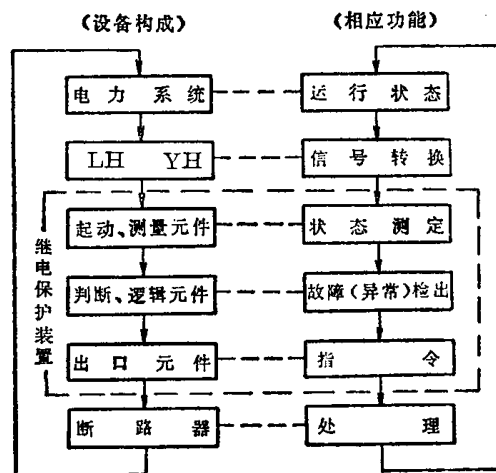 (设备构成) (相应功能)
电力系统 运行状态
LH YH 信号转换
起动、测量元件 状态测定
判断、逻辑元件 故障(异常)检出
出口元件 指令
断路器 处理
继电保护装置